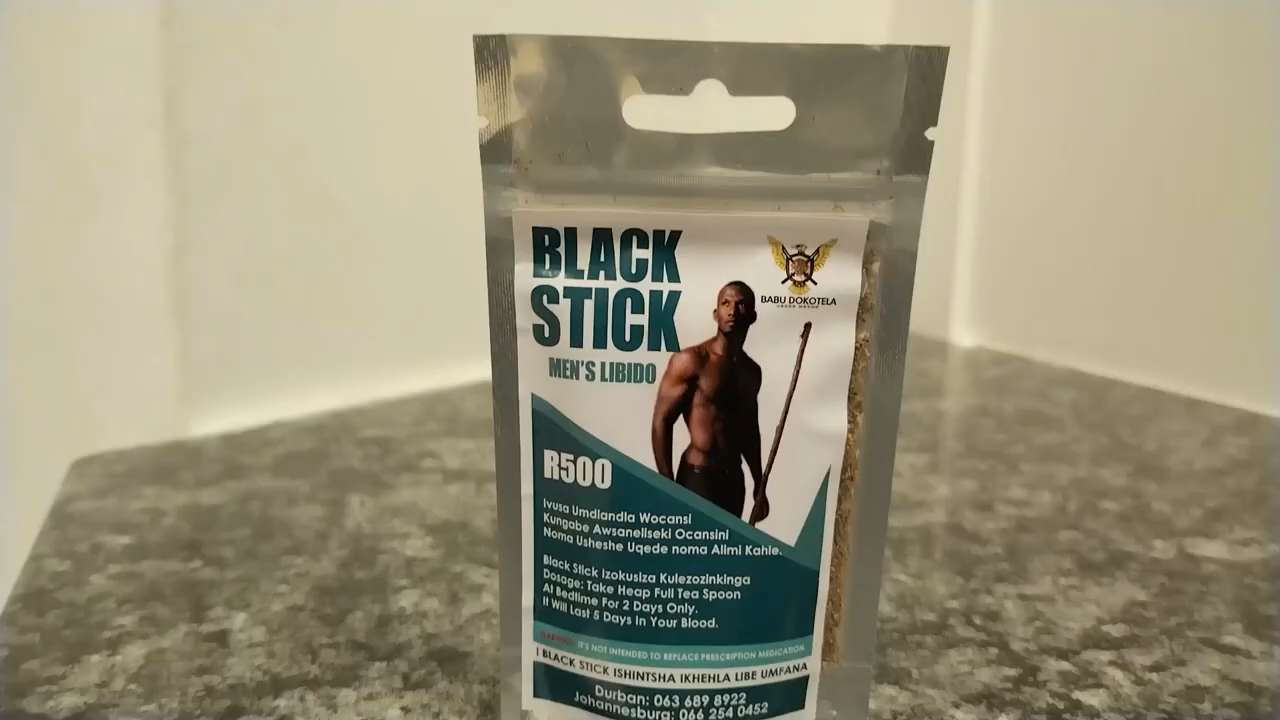 BLACK
STICK
MEN'S LIBIDO
BABU DOKOTELA
R500
Ivusa Umdlandla Wocansi
Kungabe Awsaneliseki Ocansini
Noma Usheshe Uqede noma Alimi Kahle.
Black Stick Izokusiza Kulezozinkinga
Dosage: Take Heap Full Tea Spoon
At Bedtime For 2 Days Only.
It Will Last 5 Days In Your Blood.
IT'S NOT INTENDED TO REPLACE PRESCRIPTION MEDICATION.
I BLACK STICK ISHINTSHA IKHEHLA LIBE UMFANA
Durban: 063 689 8922
Johannesburg: 066 254 0452